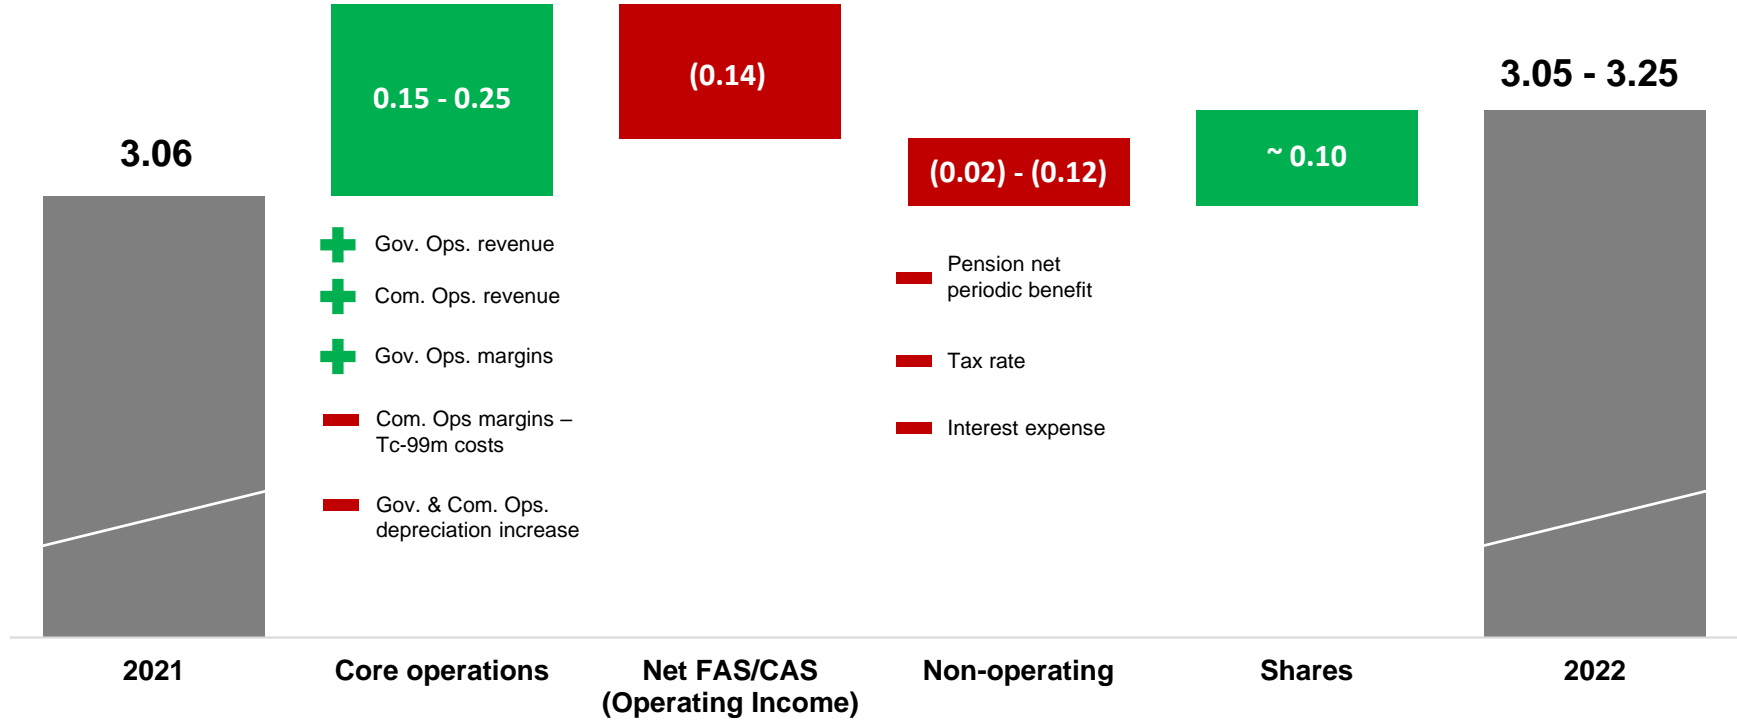 3.06
0.15 - 0.25
(0.14)
(0.02) - (0.12)
~ 0.10
3.05 - 3.25
Gov. Ops. revenue
Com. Ops. revenue
Gov. Ops. margins
Com. Ops margins –
Tc-99m costs
Gov. & Com. Ops.
depreciation increase
Pension net
periodic benefit
Tax rate
Interest expense
2021
Core operations
Net FAS/CAS
(Operating Income)
Non-operating
Shares
2022